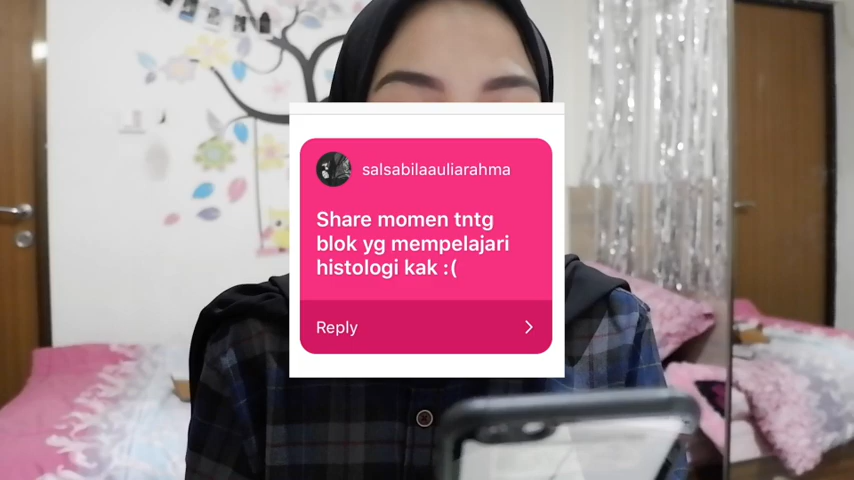 salsabilaauliarahma
Share momen tntg
blok yg mempelajari
histologi kak :(
Reply